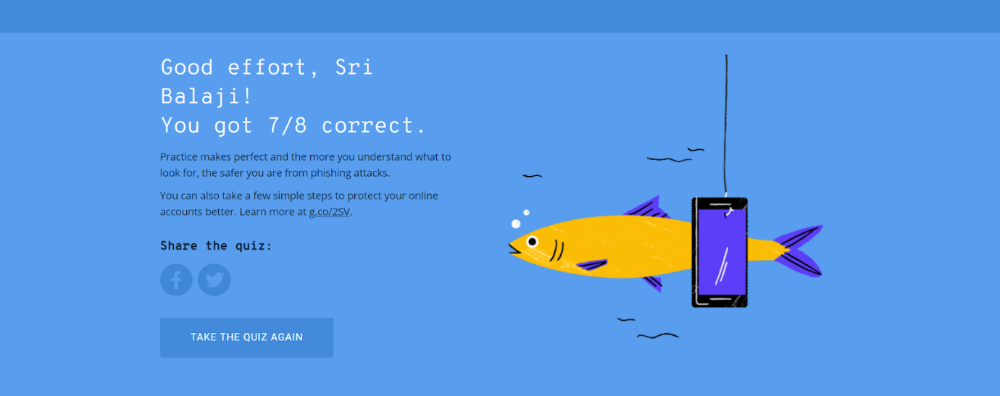 Good effort, Sri
Balaji!
You got 7/8 correct.
Practice makes perfect and the more you understand what to
look for, the safer you are from phishing attacks.
You can also take a few simple steps to protect your online
accounts better. Learn more at g.co/2SV.
Share the quiz:
TAKE THE QUIZ AGAIN